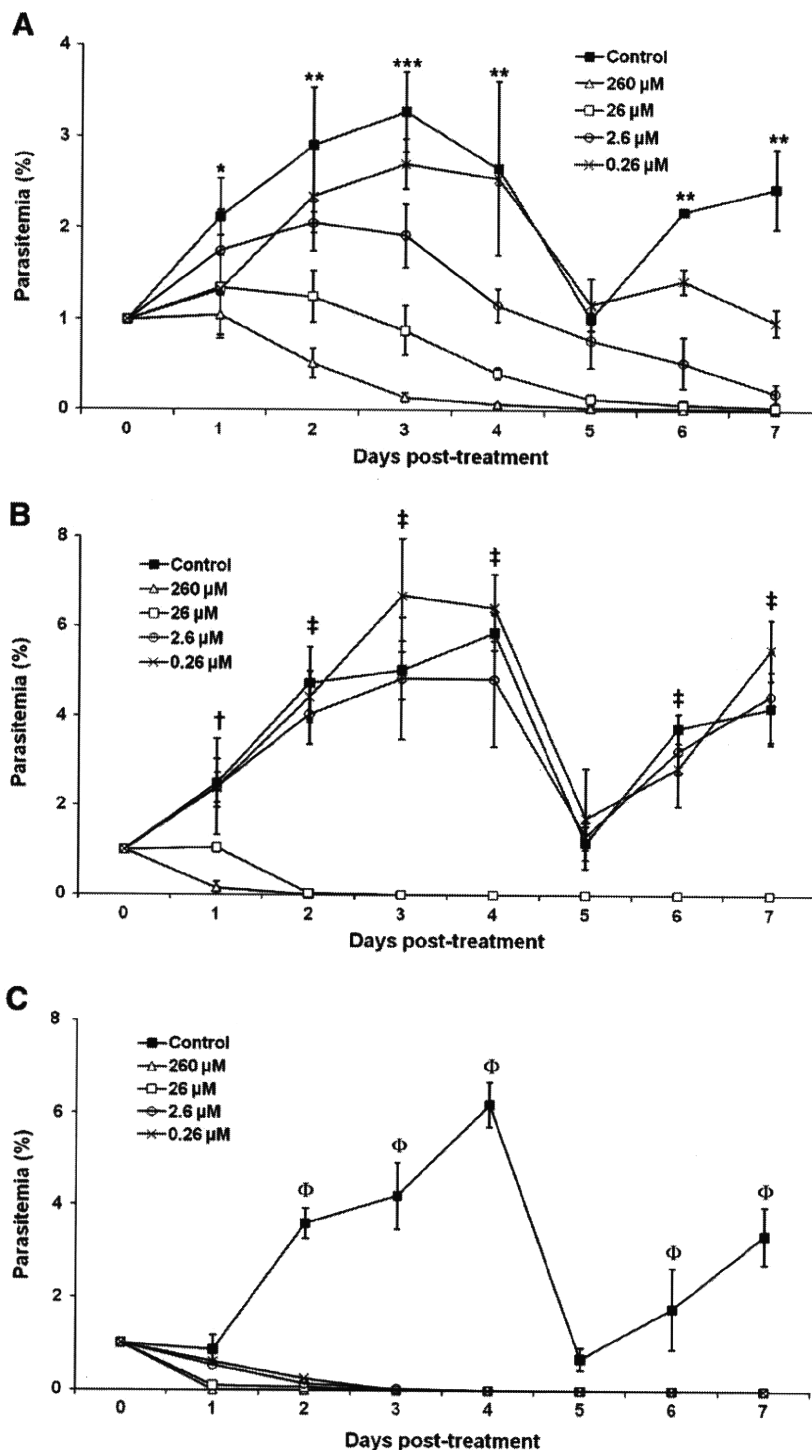 A
4
3
2
1
0
Parasitemia (%)
*
**
***
**
**
**
Control
260 µM
26 µM
2.6 µM
0.26 µM
0 1 2 3 4 5 6 7
Days post-treatment
B
8
6
4
2
0
Parasitemia (%)
Control
260 µM
26 µM
2.6 µM
0.26 µM
†
‡
‡
‡
‡
‡
0 1 2 3 4 5 6 7
Days post-treatment
C
8
6
4
2
0
Parasitemia (%)
Control
260 µM
26 µM
2.6 µM
0.26 µM
Φ
Φ
Φ
Φ
Φ
0 1 2 3 4 5 6 7
Days post-treatment